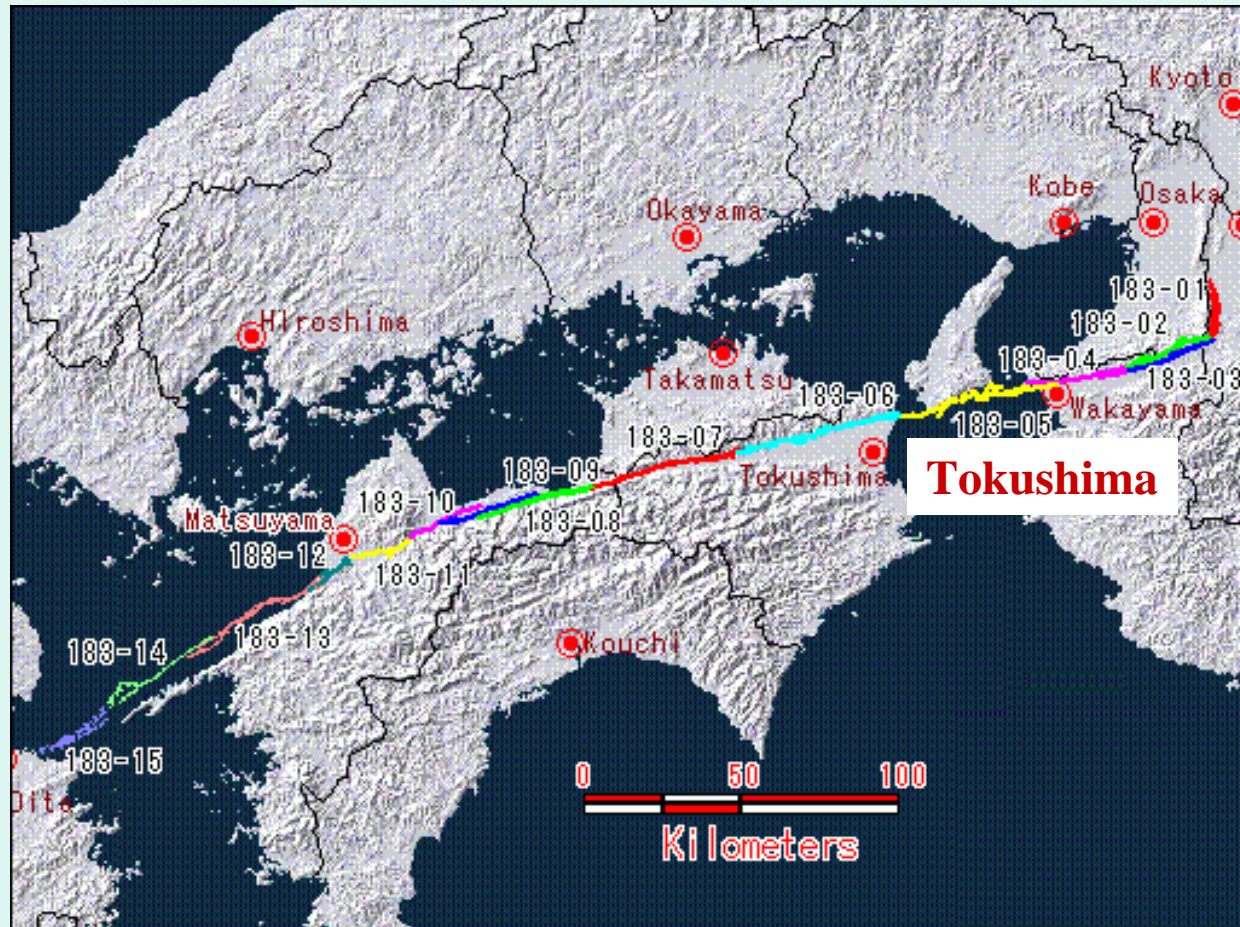 Kyoto
Kobe
Osaka
Okayama
183-01
Hiroshima
183-02
183-04
Takamatsu
183-03
183-06
Wakayama
183-05
183-07
183-09
Tokushima
Tokushima
183-10
Matsuyama
183-08
183-12
183-11
183-13
Kouchi
183-14
183-15
0 50 100
Oita
Kilometers